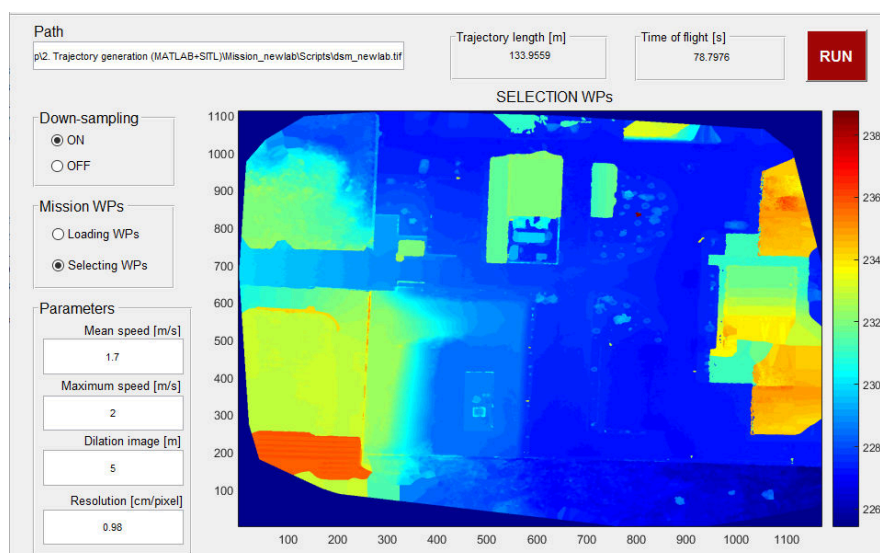 Path
p\2. Trajectory generation (MATLAB+SITL)\Mission_newlab\Scripts\dsm_newlab.tif
Trajectory length [m]
133.9559
Time of flight [s]
78.7976
RUN
Down-sampling
ON
OFF
Mission WPs
Loading WPs
Selecting WPs
Parameters
Mean speed [m/s]
1.7
Maximum speed [m/s]
2
Dilation image [m]
5
Resolution [cm/pixel]
0.98
SELECTION WPs
1100
1000
900
800
700
600
500
400
300
200
100
100 200 300 400 500 600 700 800 900 1000 1100
238
236
234
232
230
228
226